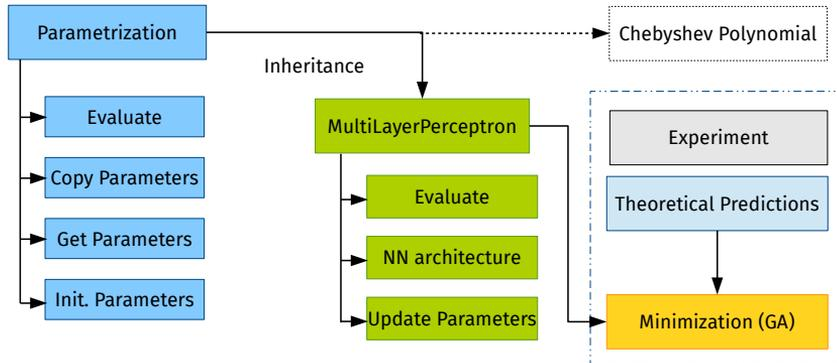 Parametrization
Chebyshev Polynomial
Inheritance
Evaluate
Copy Parameters
Get Parameters
Init. Parameters
MultiLayerPerceptron
Evaluate
NN architecture
Update Parameters
Experiment
Theoretical Predictions
Minimization (GA)